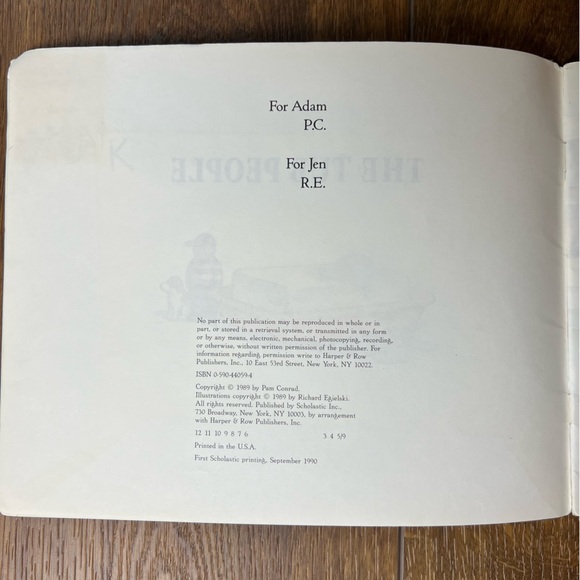 For Adam
P.C.
For Jen
R.E.
No part of this publication may be reproduced in whole or in
part, or stored in a retrieval system, or transmitted in any form
or by any means, electronic, mechanical, photocopying, recording,
or otherwise, without written permission of the publisher. For
information regarding permission write to Harper & Row
Publishers, Inc., 10 East 53rd Street, New York, NY 10022.
ISBN 0-590-44059-4
Copyright © 1989 by Pam Conrad.
Illustrations copyright © 1989 by Richard Egielski.
All rights reserved. Published by Scholastic Inc.,
730 Broadway, New York, NY 10003, by arrangement
with Harper & Row Publishers, Inc.
12 11 10 9 8 7 6 3 4 5/9
Printed in the U.S.A.
First Scholastic printing, September 1990